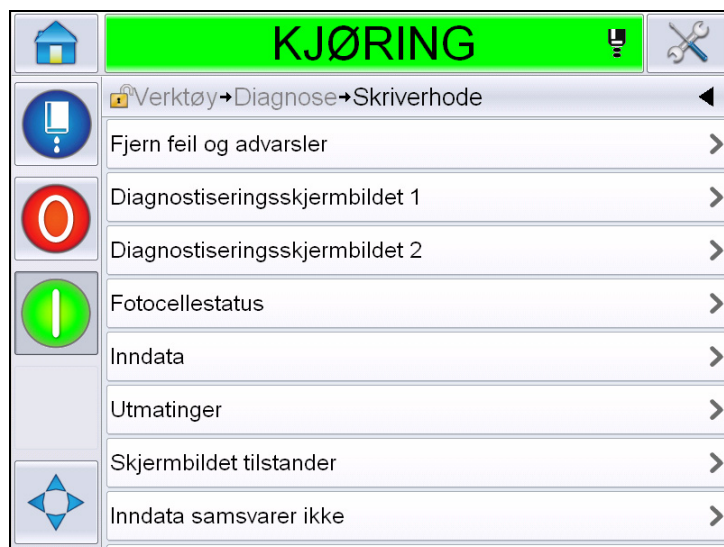 KJØRING
Verktøy→Diagnose→Skriverhode
Fjern feil og advarsler
Diagnostiseringsskjermbildet 1
Diagnostiseringsskjermbildet 2
Fotocellestatus
Inndata
Utmatinger
Skjermbildet tilstander
Inndata samsvarer ikke